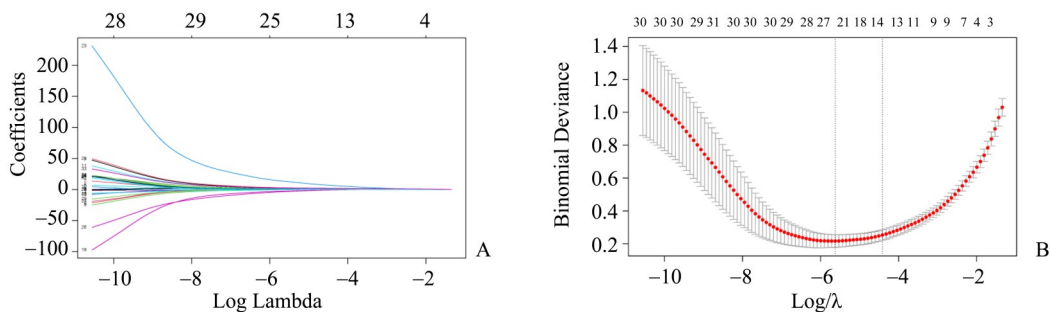 28 29 25 13 4
Coefficients
200
150
100
50
0
−50
−100
−10 −8 −6 −4 −2
Log Lambda
A
30 30 30 29 31 30 30 30 29 28 27 21 18 14 13 11 9 9 7 4 3
Binomial Deviance
1.4
1.2
1.0
0.8
0.6
0.4
0.2
−10 −8 −6 −4 −2
Log/λ
B